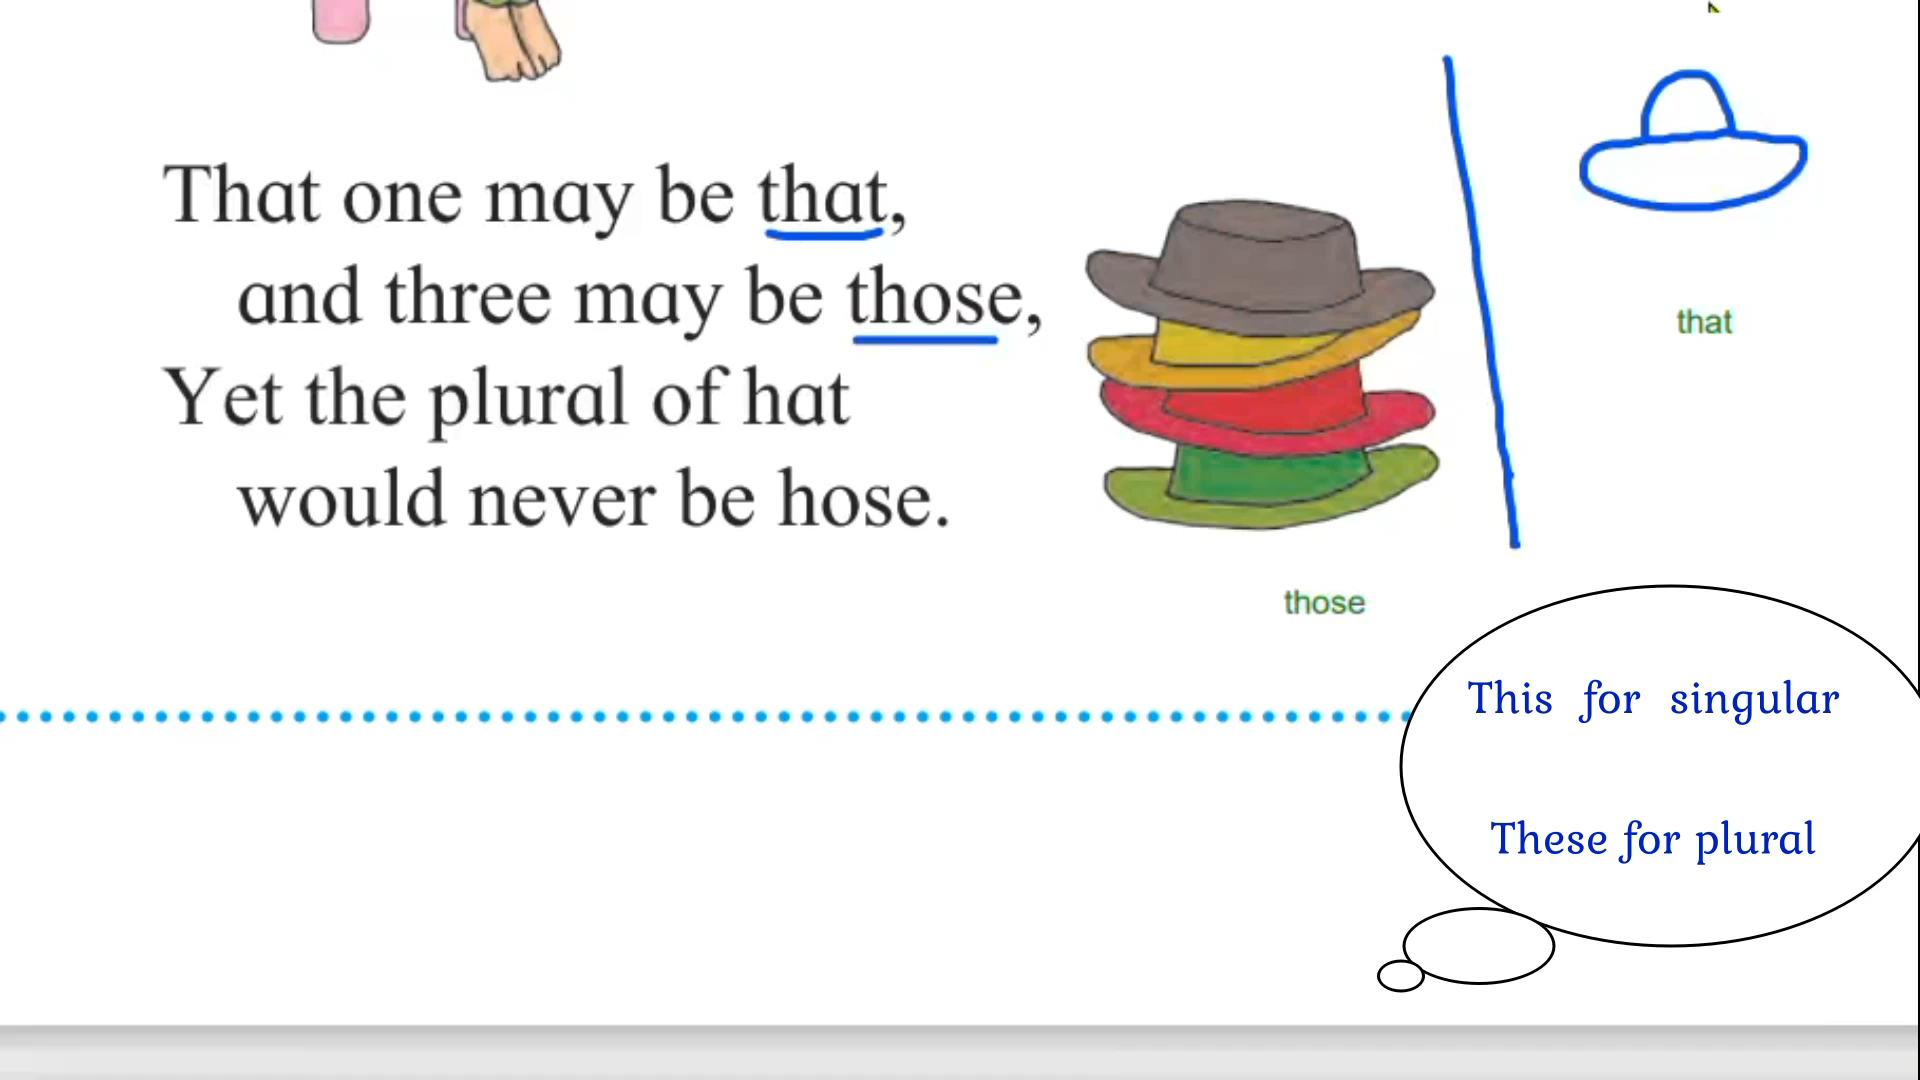 That one may be that,
and three may be those,
Yet the plural of hat
would never be hose.
that
those
This for singular
These for plural